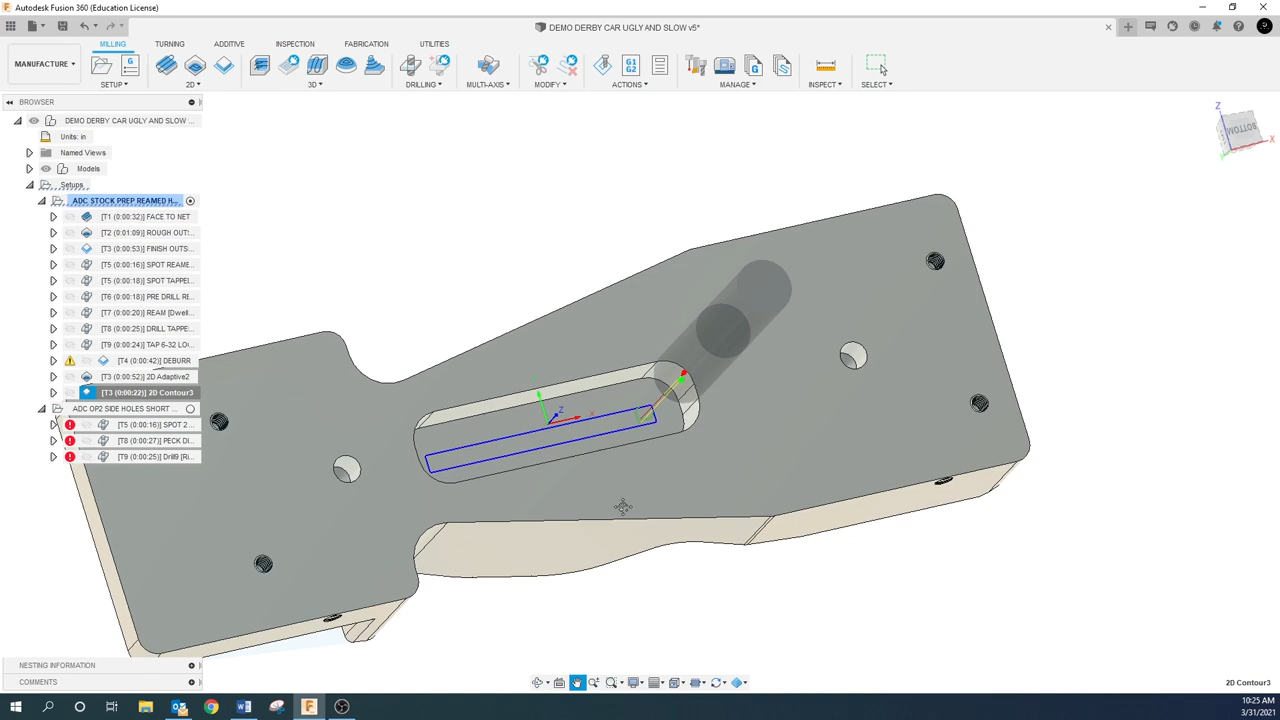 Autodesk Fusion 360 (Education License)
DEMO DERBY CAR UGLY AND SLOW v6*
MILLING TURNING ADDITIVE INSPECTION FABRICATION UTILITIES
MANUFACTURE
SETUP 2D 3D DRILLING MULTI-AXIS MODIFY ACTIONS MANAGE INSPECT SELECT
G1
G2
BROWSER
DEMO DERBY CAR UGLY AND SLOW ...
Units: in
Named Views
Models
Setups
ADC STOCK PREP REAMED H...
[T1 (0:00:32)] FACE TO NET
[T2 (0:01:09)] ROUGH OUT:...
[T3 (0:00:53)] FINISH OUTS...
[T5 (0:00:16)] SPOT REAME...
[T5 (0:00:18)] SPOT TAPPE...
[T6 (0:00:18)] PRE DRILL RE...
[T7 (0:00:20)] REAM [Dwell...
[T8 (0:00:25)] DRILL TAPPE...
[T9 (0:00:24)] TAP 6-32 LO...
[T4 (0:00:42)] DEBURR
[T3 (0:00:52)] 2D Adaptive2
[T3 (0:00:22)] 2D Contour3
ADC OP2 SIDE HOLES SHORT ...
[T5 (0:00:16)] SPOT 2...
[T8 (0:00:27)] PECK DI...
[T9 (0:00:25)] Drill9 [Ri...
Z
X
BOTTOM
Z
X
Y
NESTING INFORMATION
COMMENTS
2D Contour3
10:25 AM
3/31/2021